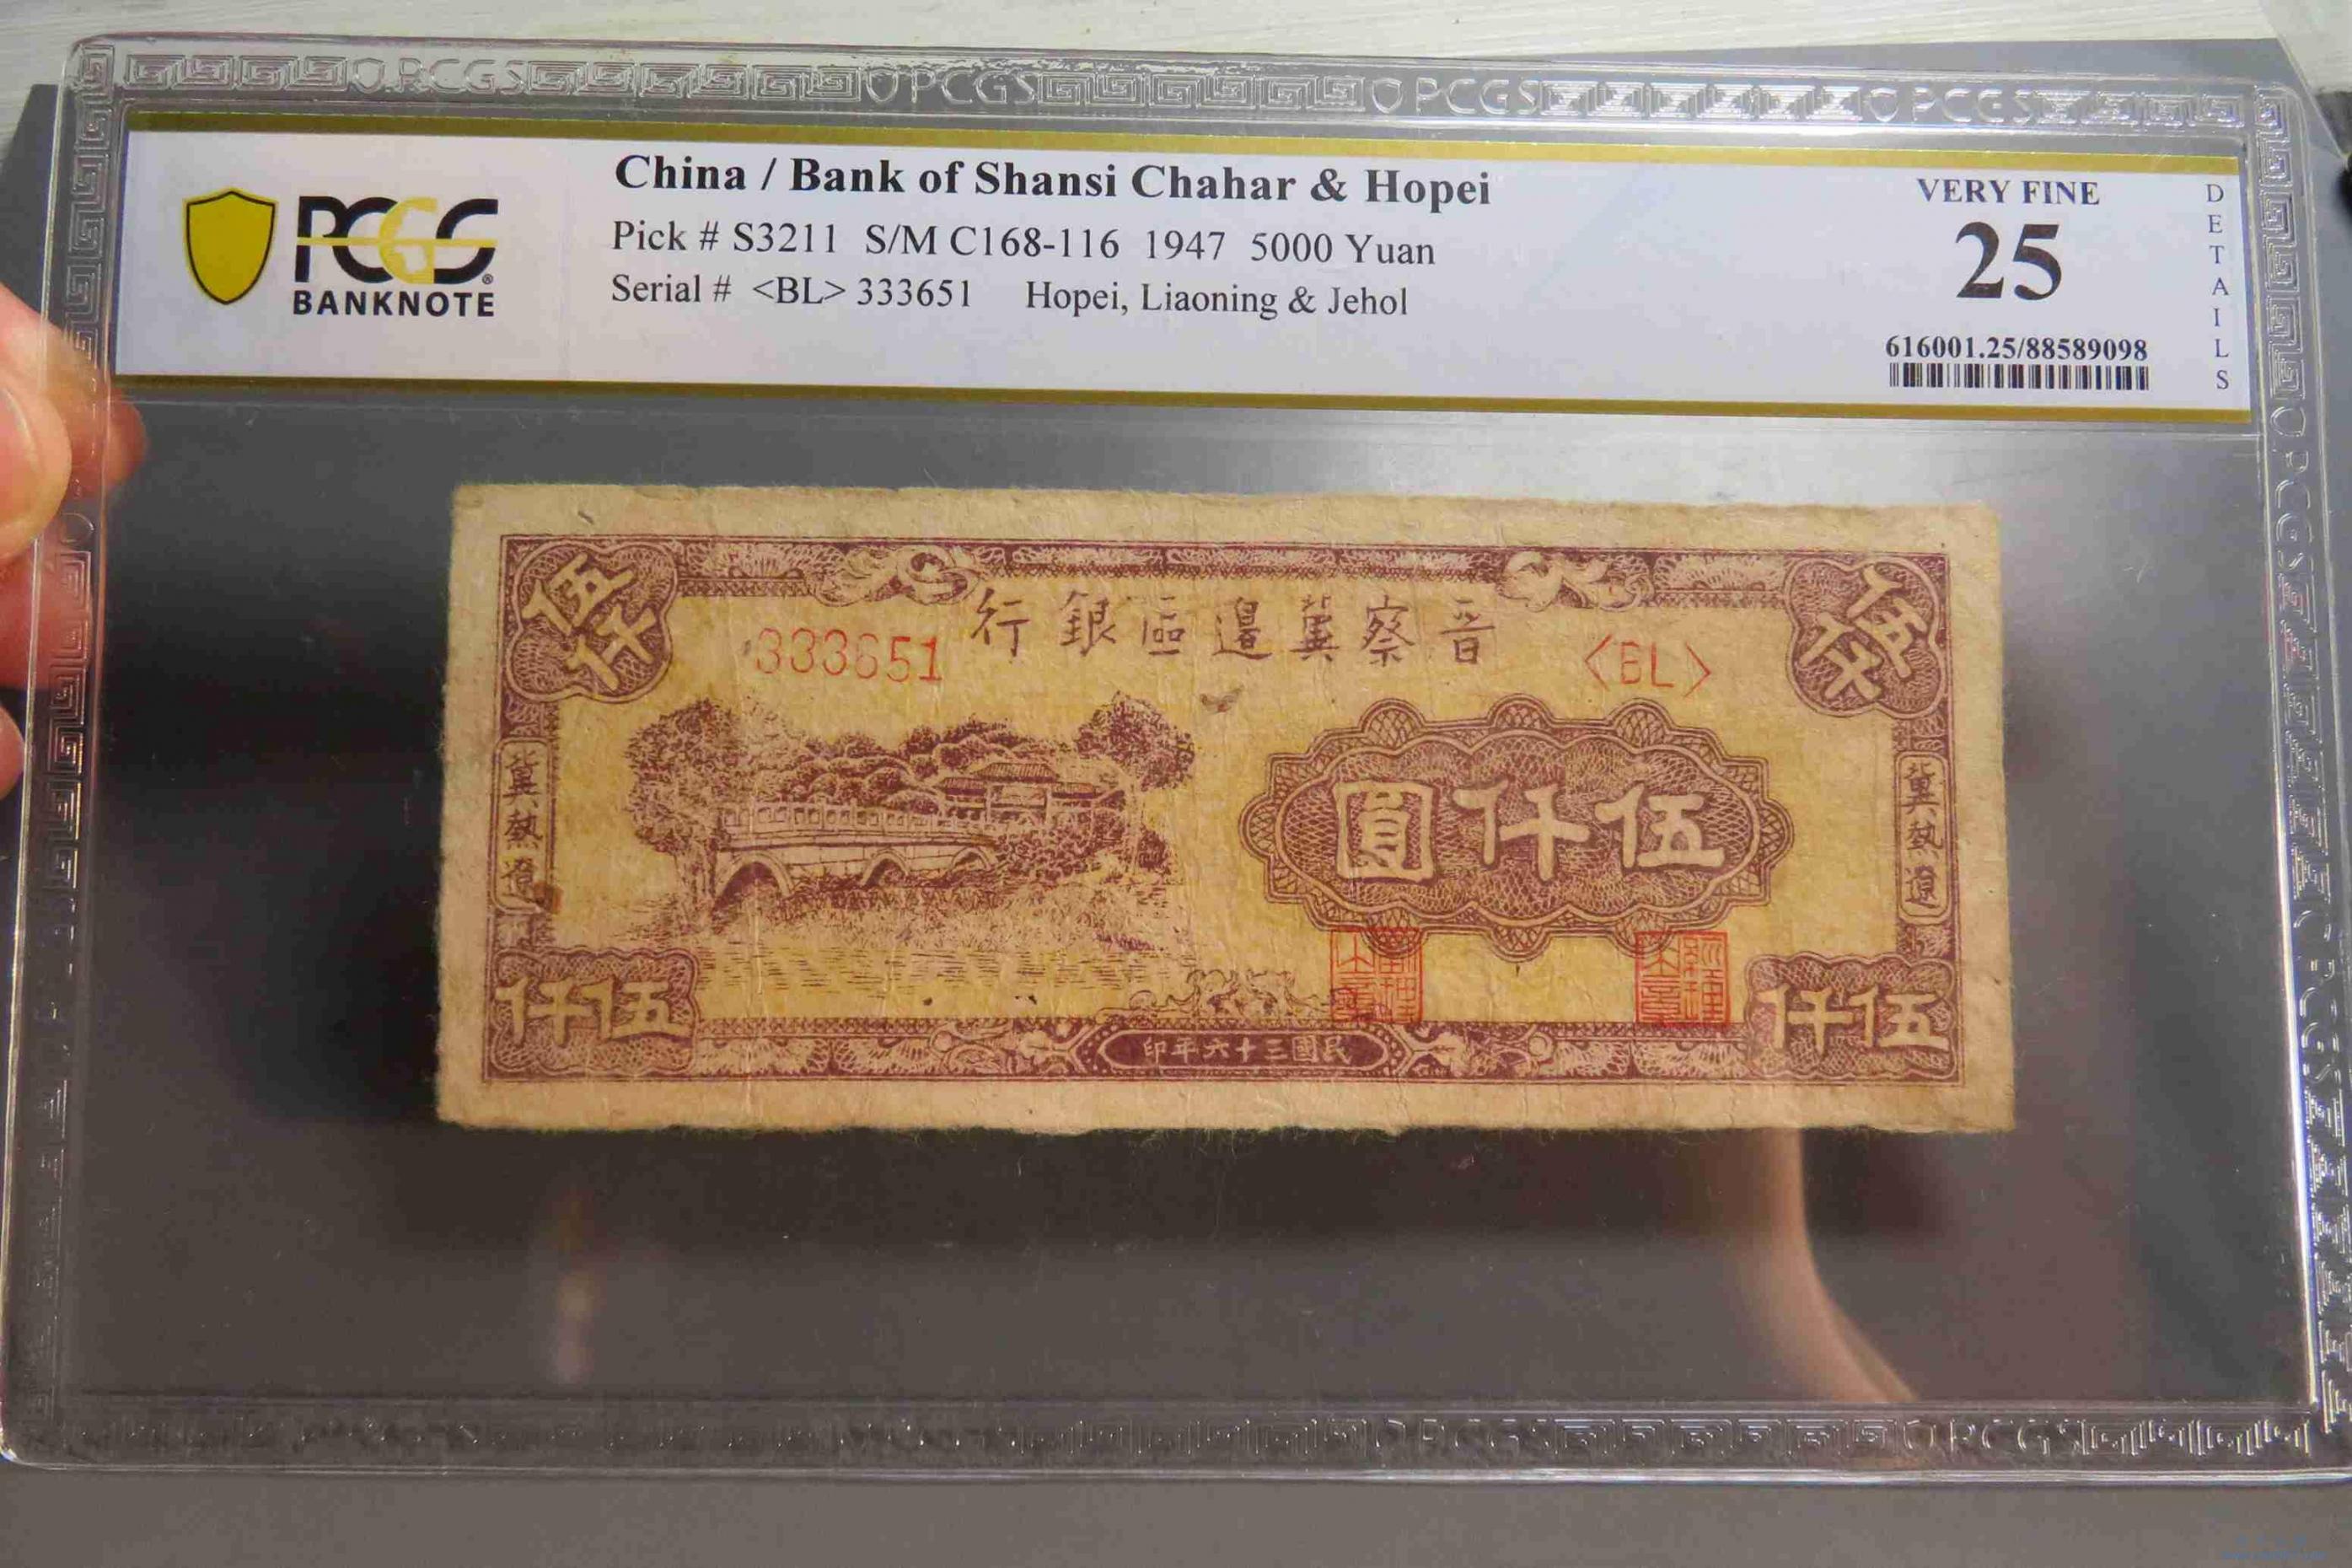 PCGS
BANKNOTE
China / Bank of Shansi Chahar & Hopei
Pick # S3211 S/M C168-116 1947 5000 Yuan
Serial # <BL> 333651 Hopei, Liaoning & Jehol
VERY FINE
25
616001.25/88589098
DETAILS
伍仟
伍仟
行銀區邊冀察晋
333651
<BL>
冀熱遼
冀熱遼
圓仟伍
仟伍
仟伍
印年六十三國民